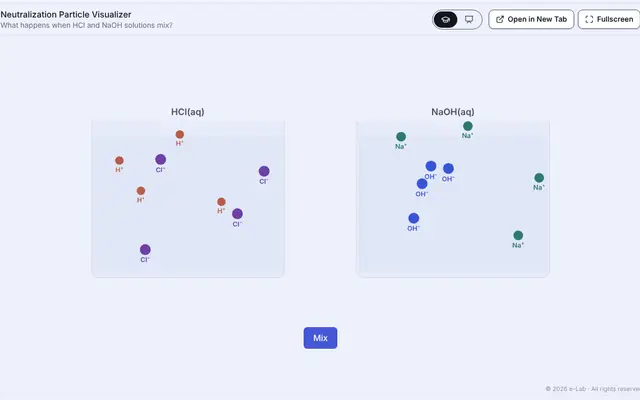 Neutralization Particle Visualizer
What happens when HCl and NaOH solutions mix?
Open in New Tab
Fullscreen
HCl(aq)
NaOH(aq)
H⁺
H⁺
Cl⁻
Cl⁻
H⁺
H⁺
Cl⁻
Cl⁻
Na⁺
Na⁺
OH⁻
OH⁻
Na⁺
OH⁻
OH⁻
Na⁺
Mix
© 2026 e-Lab · All rights reserved